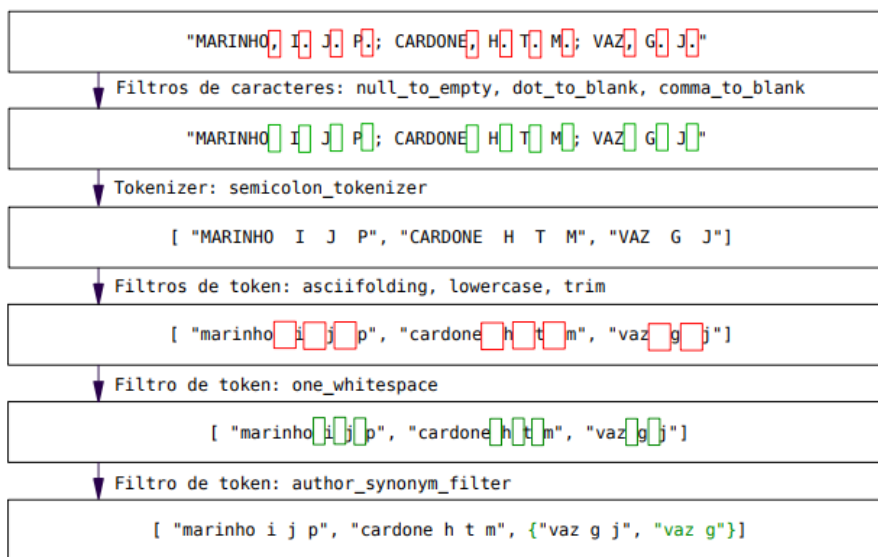 "MARINHO, I. J. P.; CARDONE, H. T. M.; VAZ, G. J."
Filtros de caracteres: null_to_empty, dot_to_blank, comma_to_blank
"MARINHO  I  J  P ; CARDONE  H  T  M ; VAZ  G  J "
Tokenizer: semicolon_tokenizer
[ "MARINHO  I  J  P", "CARDONE  H  T  M", "VAZ  G  J"]
Filtros de token: asciifolding, lowercase, trim
[ "marinho  i  j  p", "cardone  h  t  m", "vaz  g  j"]
Filtro de token: one_whitespace
[ "marinho i j p", "cardone h t m", "vaz g j"]
Filtro de token: author_synonym_filter
[ "marinho i j p", "cardone h t m", {"vaz g j", "vaz g"}]